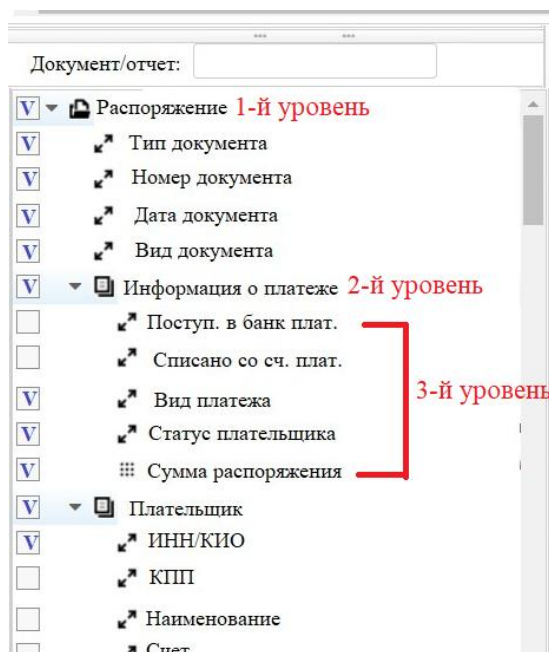 Документ/отчет:
V Распоряжение 1-й уровень
V Тип документа
V Номер документа
V Дата документа
V Вид документа
V Информация о платеже 2-й уровень
Поступ. в банк плат.
Списано со сч. плат.
V Вид платежа 3-й уровень
V Статус плательщика
V Сумма распоряжения
V Плательщик
V ИНН/КИО
КПП
Наименование
Счет